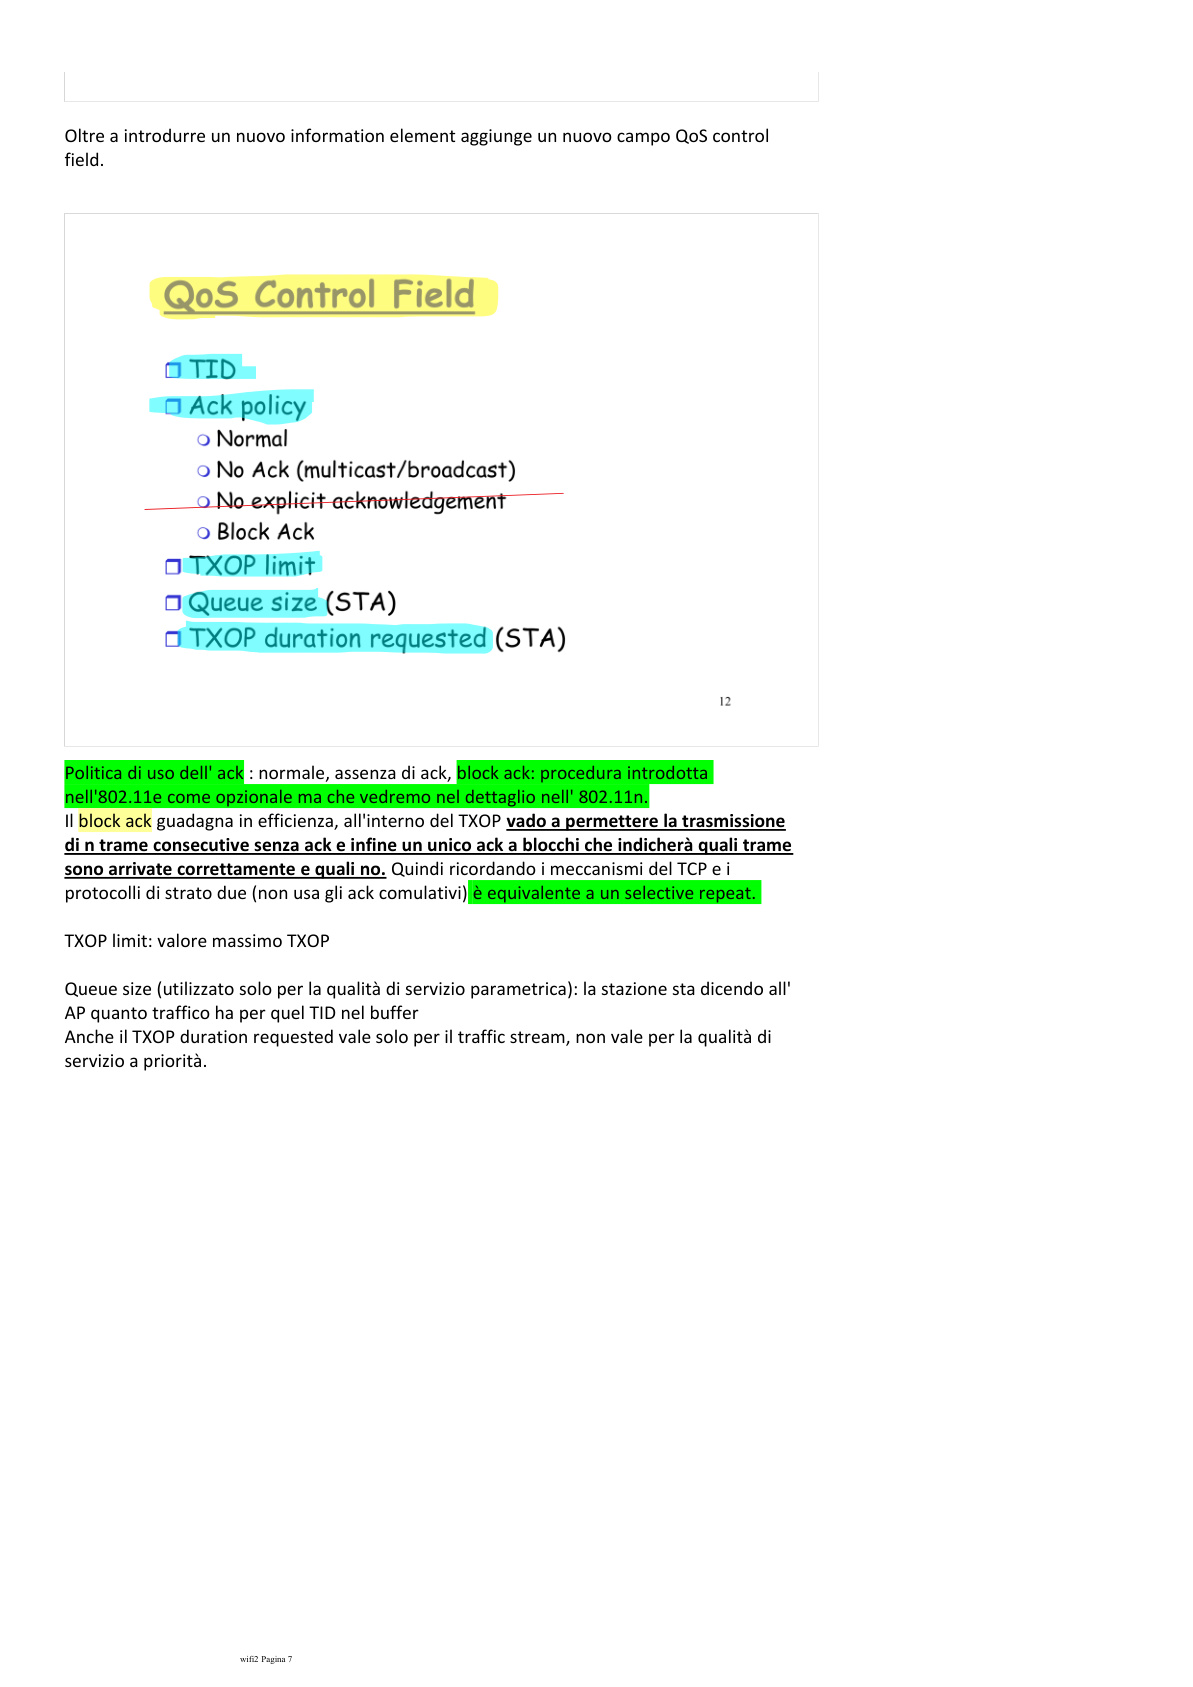 Oltre a introdurre un nuovo information element aggiunge un nuovo campo QoS control
field.
QoS Control Field
TID
Ack policy
Normal
No Ack (multicast/broadcast)
No explicit acknowledgement
Block Ack
TXOP limit
Queue size (STA)
TXOP duration requested (STA)
12
Politica di uso dell' ack : normale, assenza di ack, block ack: procedura introdotta
nell'802.11e come opzionale ma che vedremo nel dettaglio nell' 802.11n.
Il block ack guadagna in efficienza, all'interno del TXOP vado a permettere la trasmissione
di n trame consecutive senza ack e infine un unico ack a blocchi che indicherà quali trame
sono arrivate correttamente e quali no. Quindi ricordando i meccanismi del TCP e i
protocolli di strato due (non usa gli ack comulativi) è equivalente a un selective repeat.
TXOP limit: valore massimo TXOP
Queue size (utilizzato solo per la qualità di servizio parametrica): la stazione sta dicendo all'
AP quanto traffico ha per quel TID nel buffer
Anche il TXOP duration requested vale solo per il traffic stream, non vale per la qualità di
servizio a priorità.
wifi2 Pagina 7